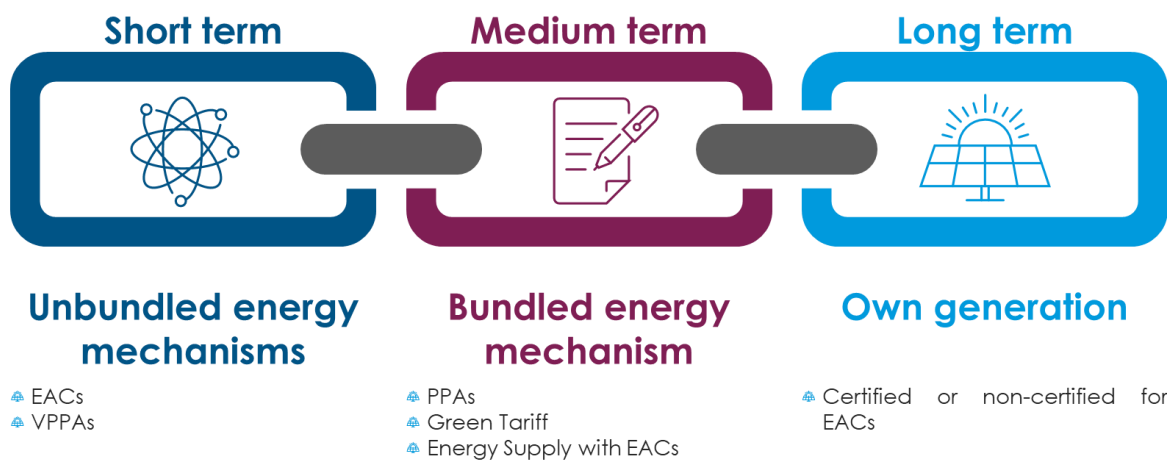 Short term
Medium term
Long term
Unbundled energy
mechanisms
EACs
VPPAs
Bundled energy
mechanism
PPAs
Green Tariff
Energy Supply with EACs
Own generation
Certified or non-certified for
EACs